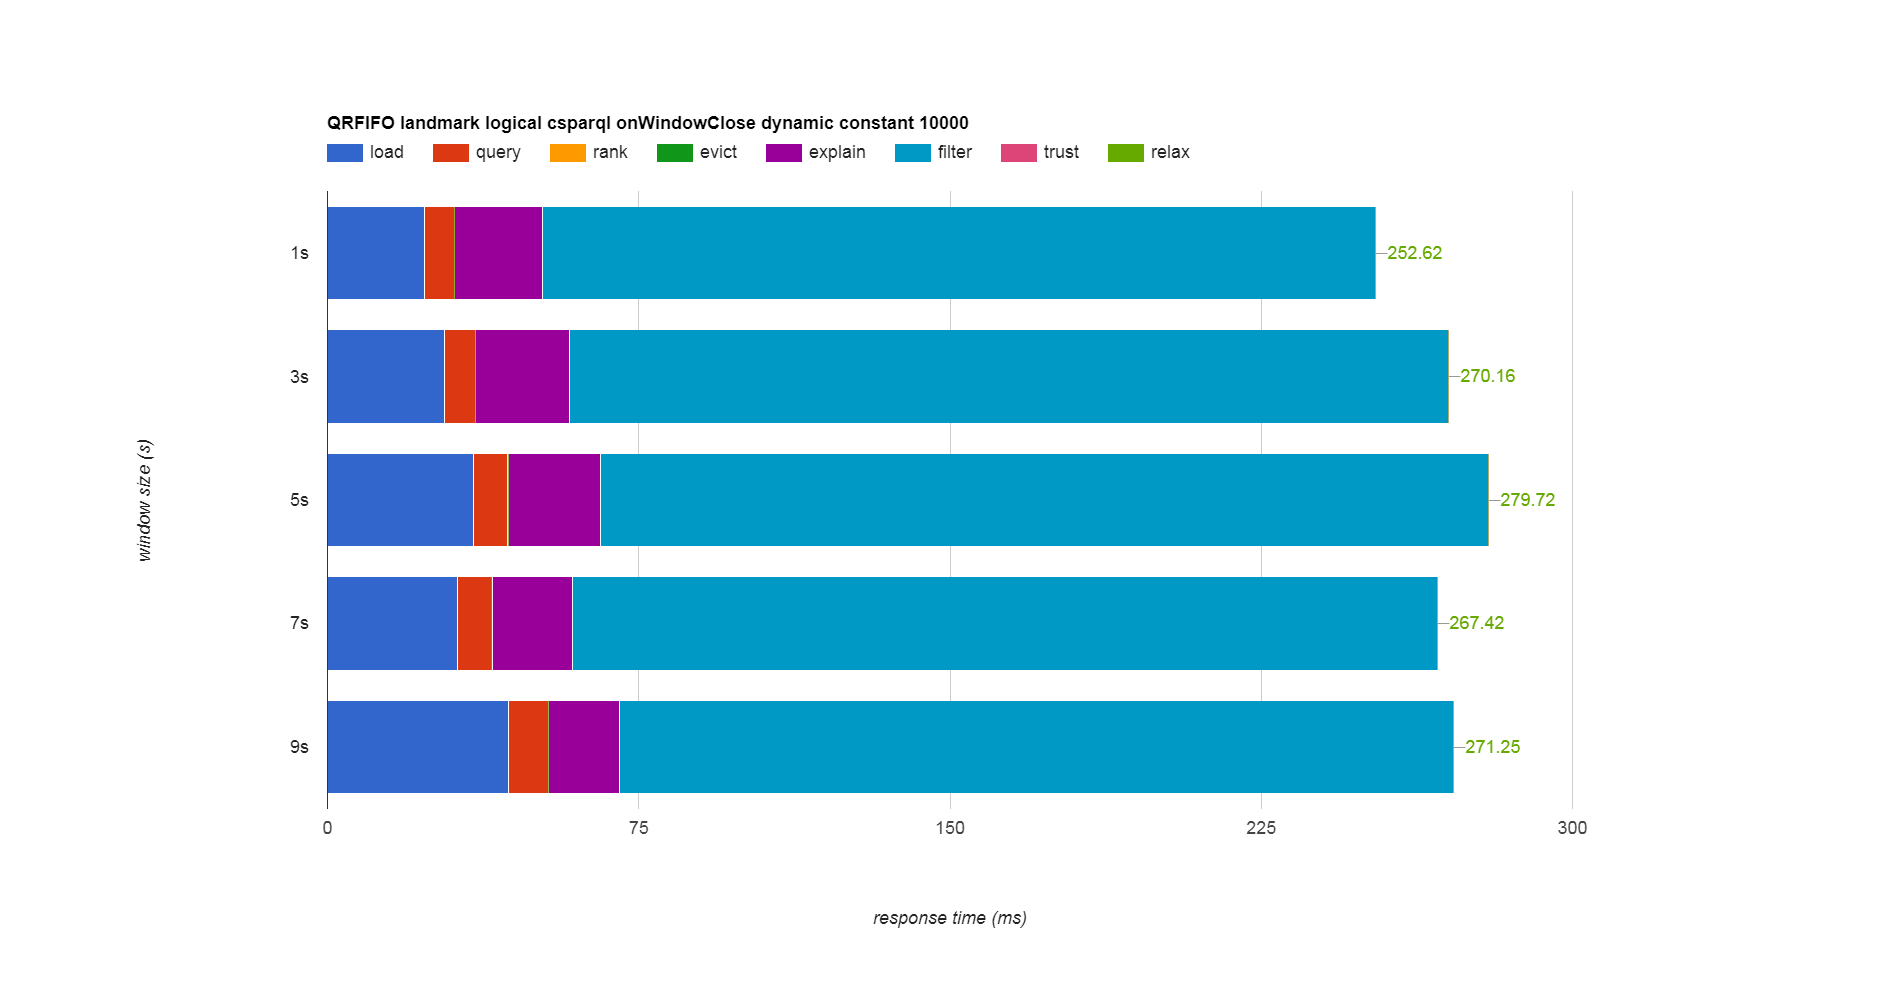 QRFIFO landmark logical csparql onWindowClose dynamic constant 10000
load query rank evict explain filter trust relax
1s 252.62
3s 270.16
5s 279.72
7s 267.42
9s 271.25
0 75 150 225 300
window size (s)
response time (ms)